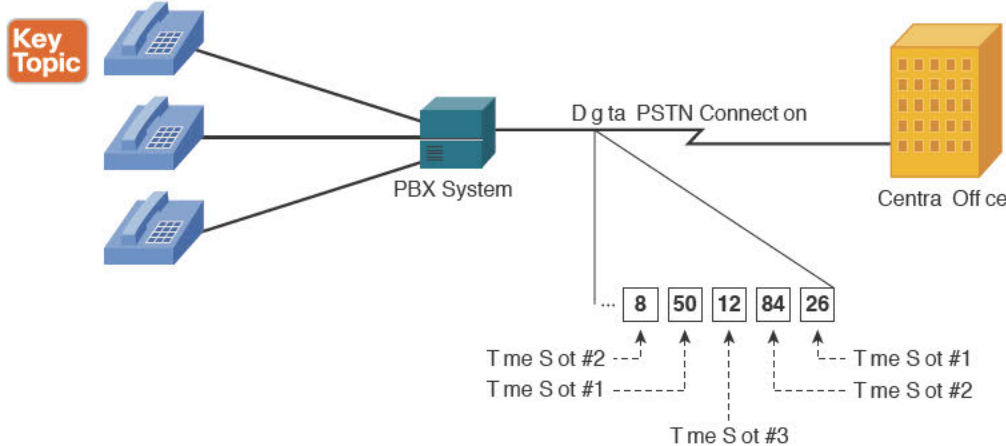 Key
Topic
D g ta PSTN Connect on
PBX System
Centra Off ce
... 8 50 12 84 26
T me S ot #2
T me S ot #1
T me S ot #1
T me S ot #2
T me S ot #3